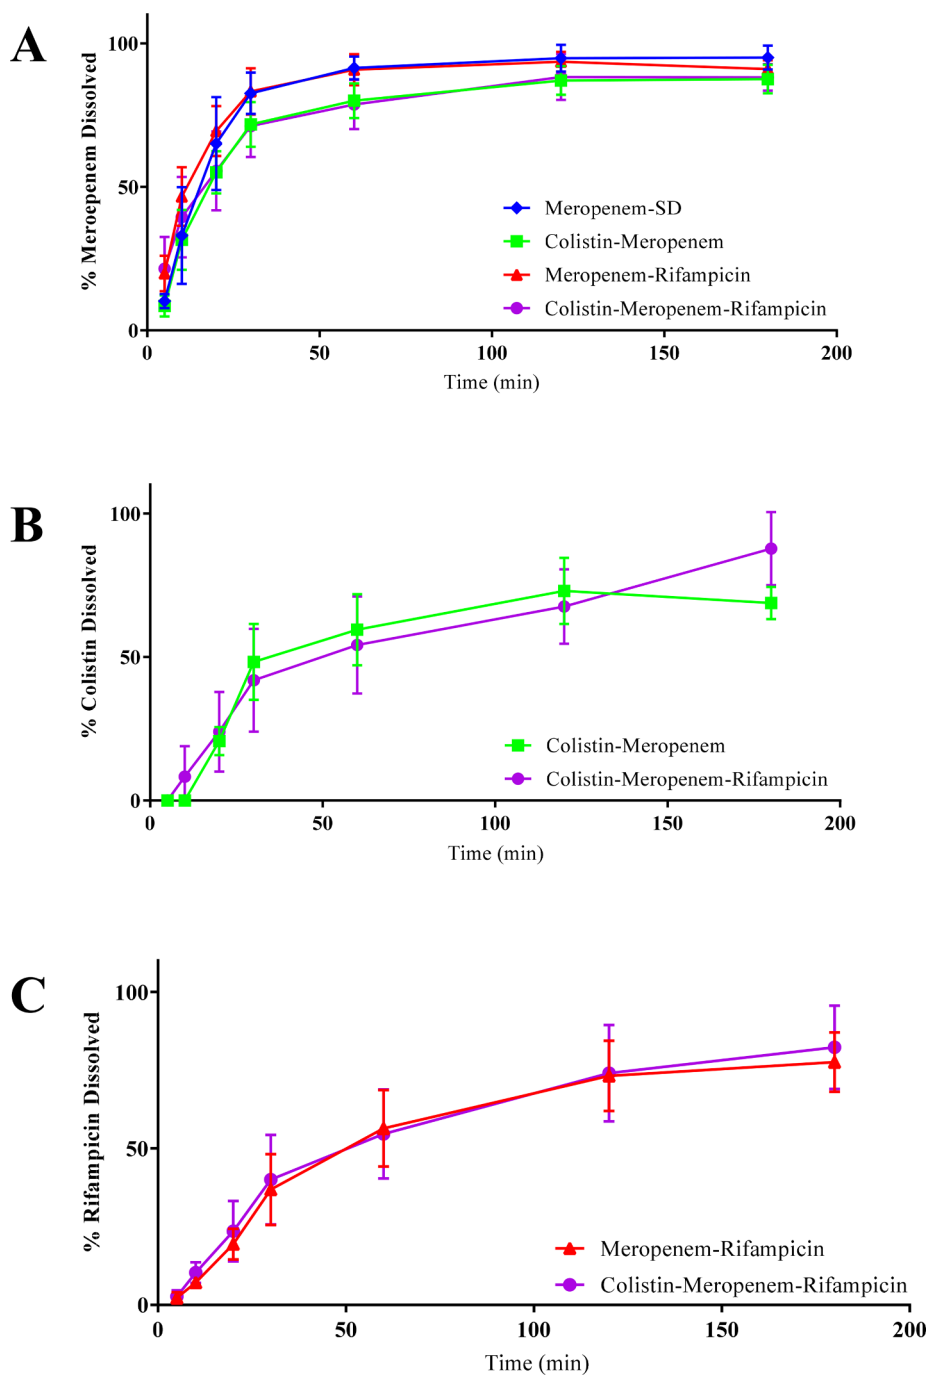 A
% Meroepenem Dissolved
100
50
0
Meropenem-SD
Colistin-Meropenem
Meropenem-Rifampicin
Colistin-Meropenem-Rifampicin
0 50 100 150 200
Time (min)
B
% Colistin Dissolved
100
50
0
Colistin-Meropenem
Colistin-Meropenem-Rifampicin
0 50 100 150 200
Time (min)
C
% Rifampicin Dissolved
100
50
0
Meropenem-Rifampicin
Colistin-Meropenem-Rifampicin
0 50 100 150 200
Time (min)